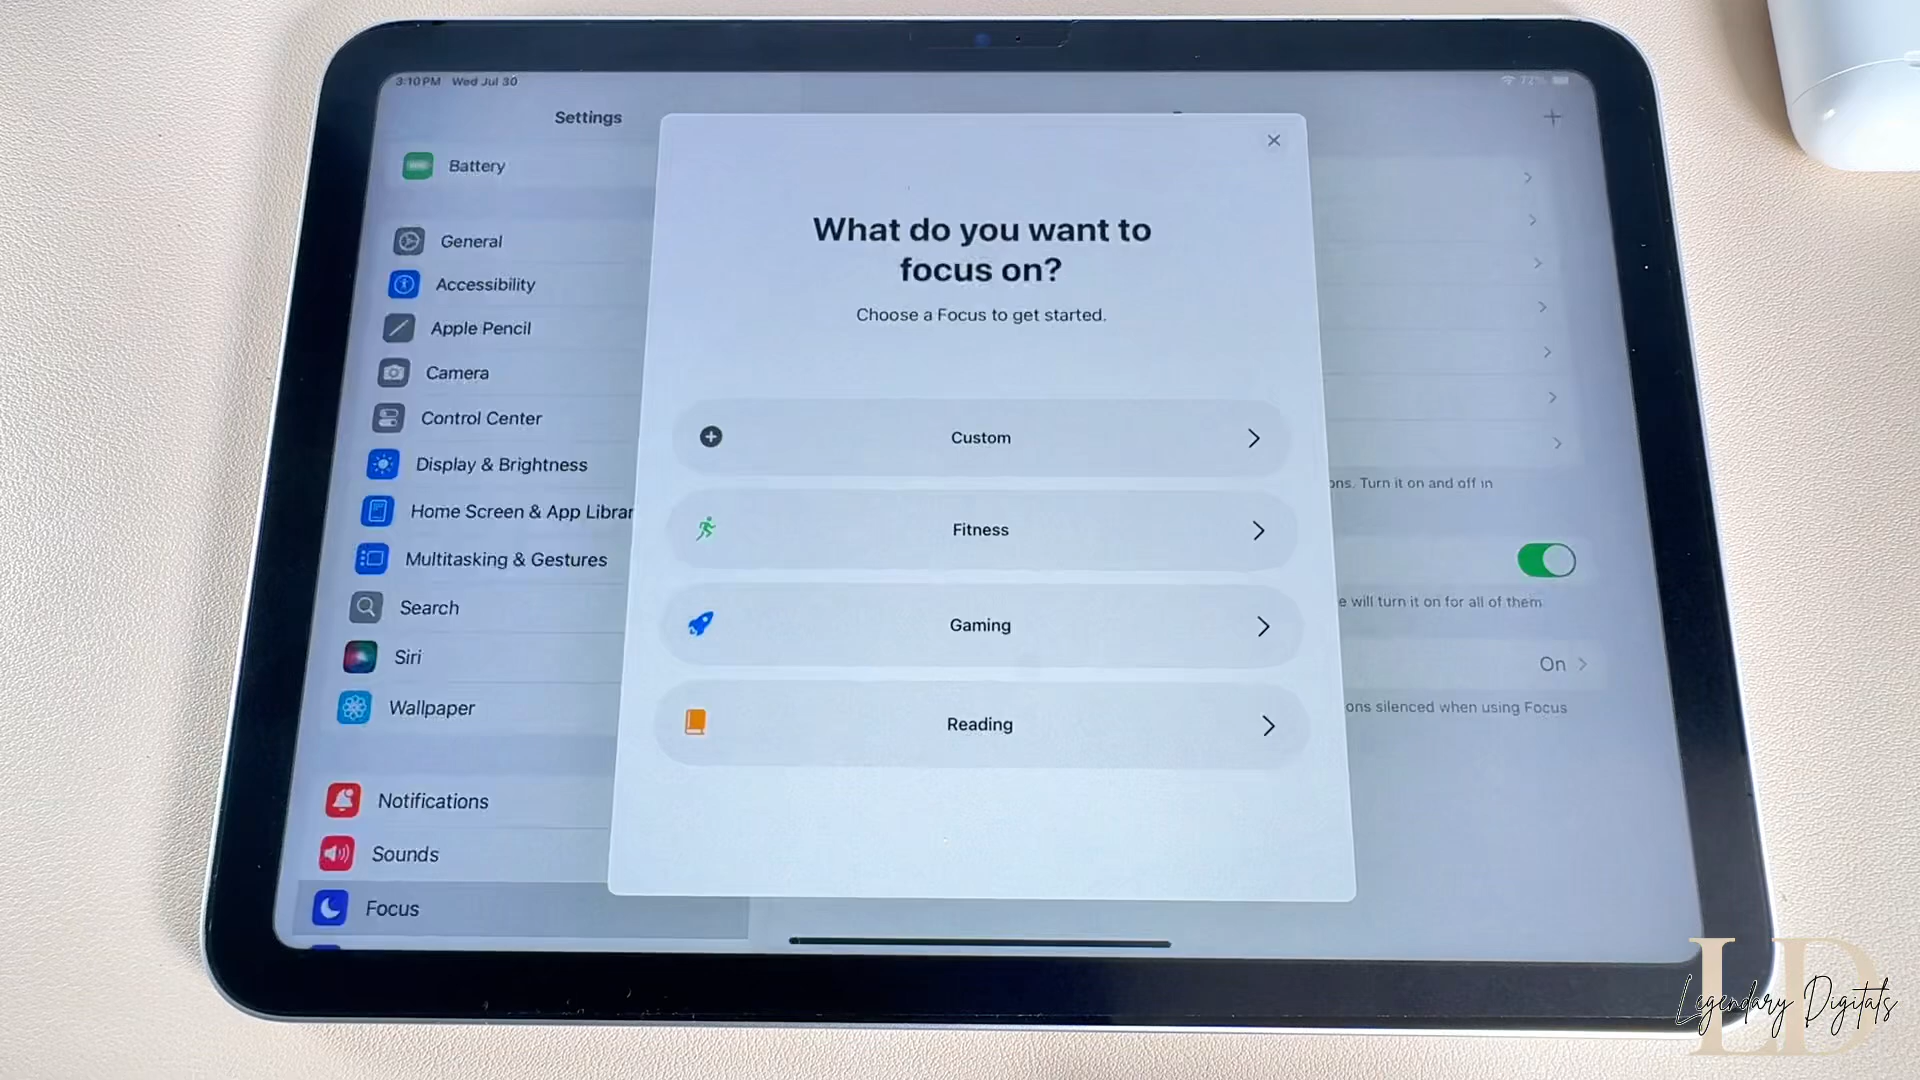 3:10 PM Wed Jul 30
72%
Settings
Battery
General
Accessibility
Apple Pencil
Camera
Control Center
Display & Brightness
Home Screen & App Librar
Multitasking & Gestures
Search
Siri
Wallpaper
Notifications
Sounds
Focus
What do you want to
focus on?
Choose a Focus to get started.
Custom
Fitness
Gaming
Reading
ons. Turn it on and off in
e will turn it on for all of them
On
ons silenced when using Focus
LD
Legendary Digitals